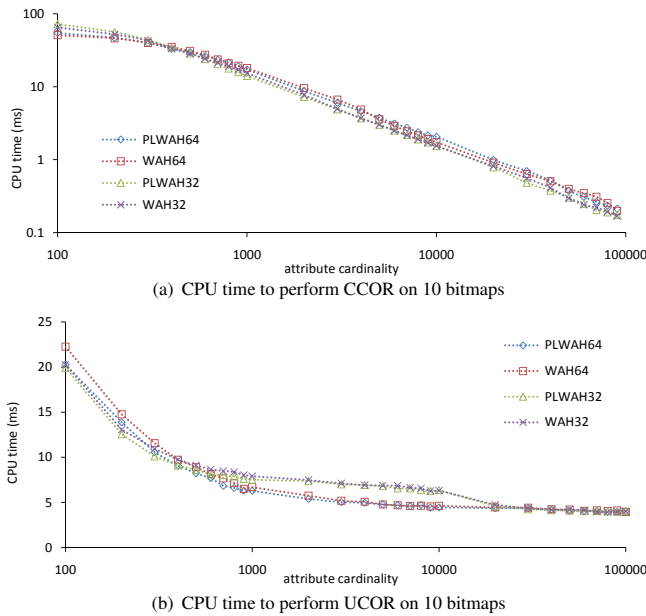 100
10
1
0.1
CPU time (ms)
PLWAH64
WAH64
PLWAH32
WAH32
100 1000 10000 100000
attribute cardinality
(a) CPU time to perform CCOR on 10 bitmaps
25
20
15
10
5
0
CPU time (ms)
PLWAH64
WAH64
PLWAH32
WAH32
100 1000 10000 100000
attribute cardinality
(b) CPU time to perform UCOR on 10 bitmaps